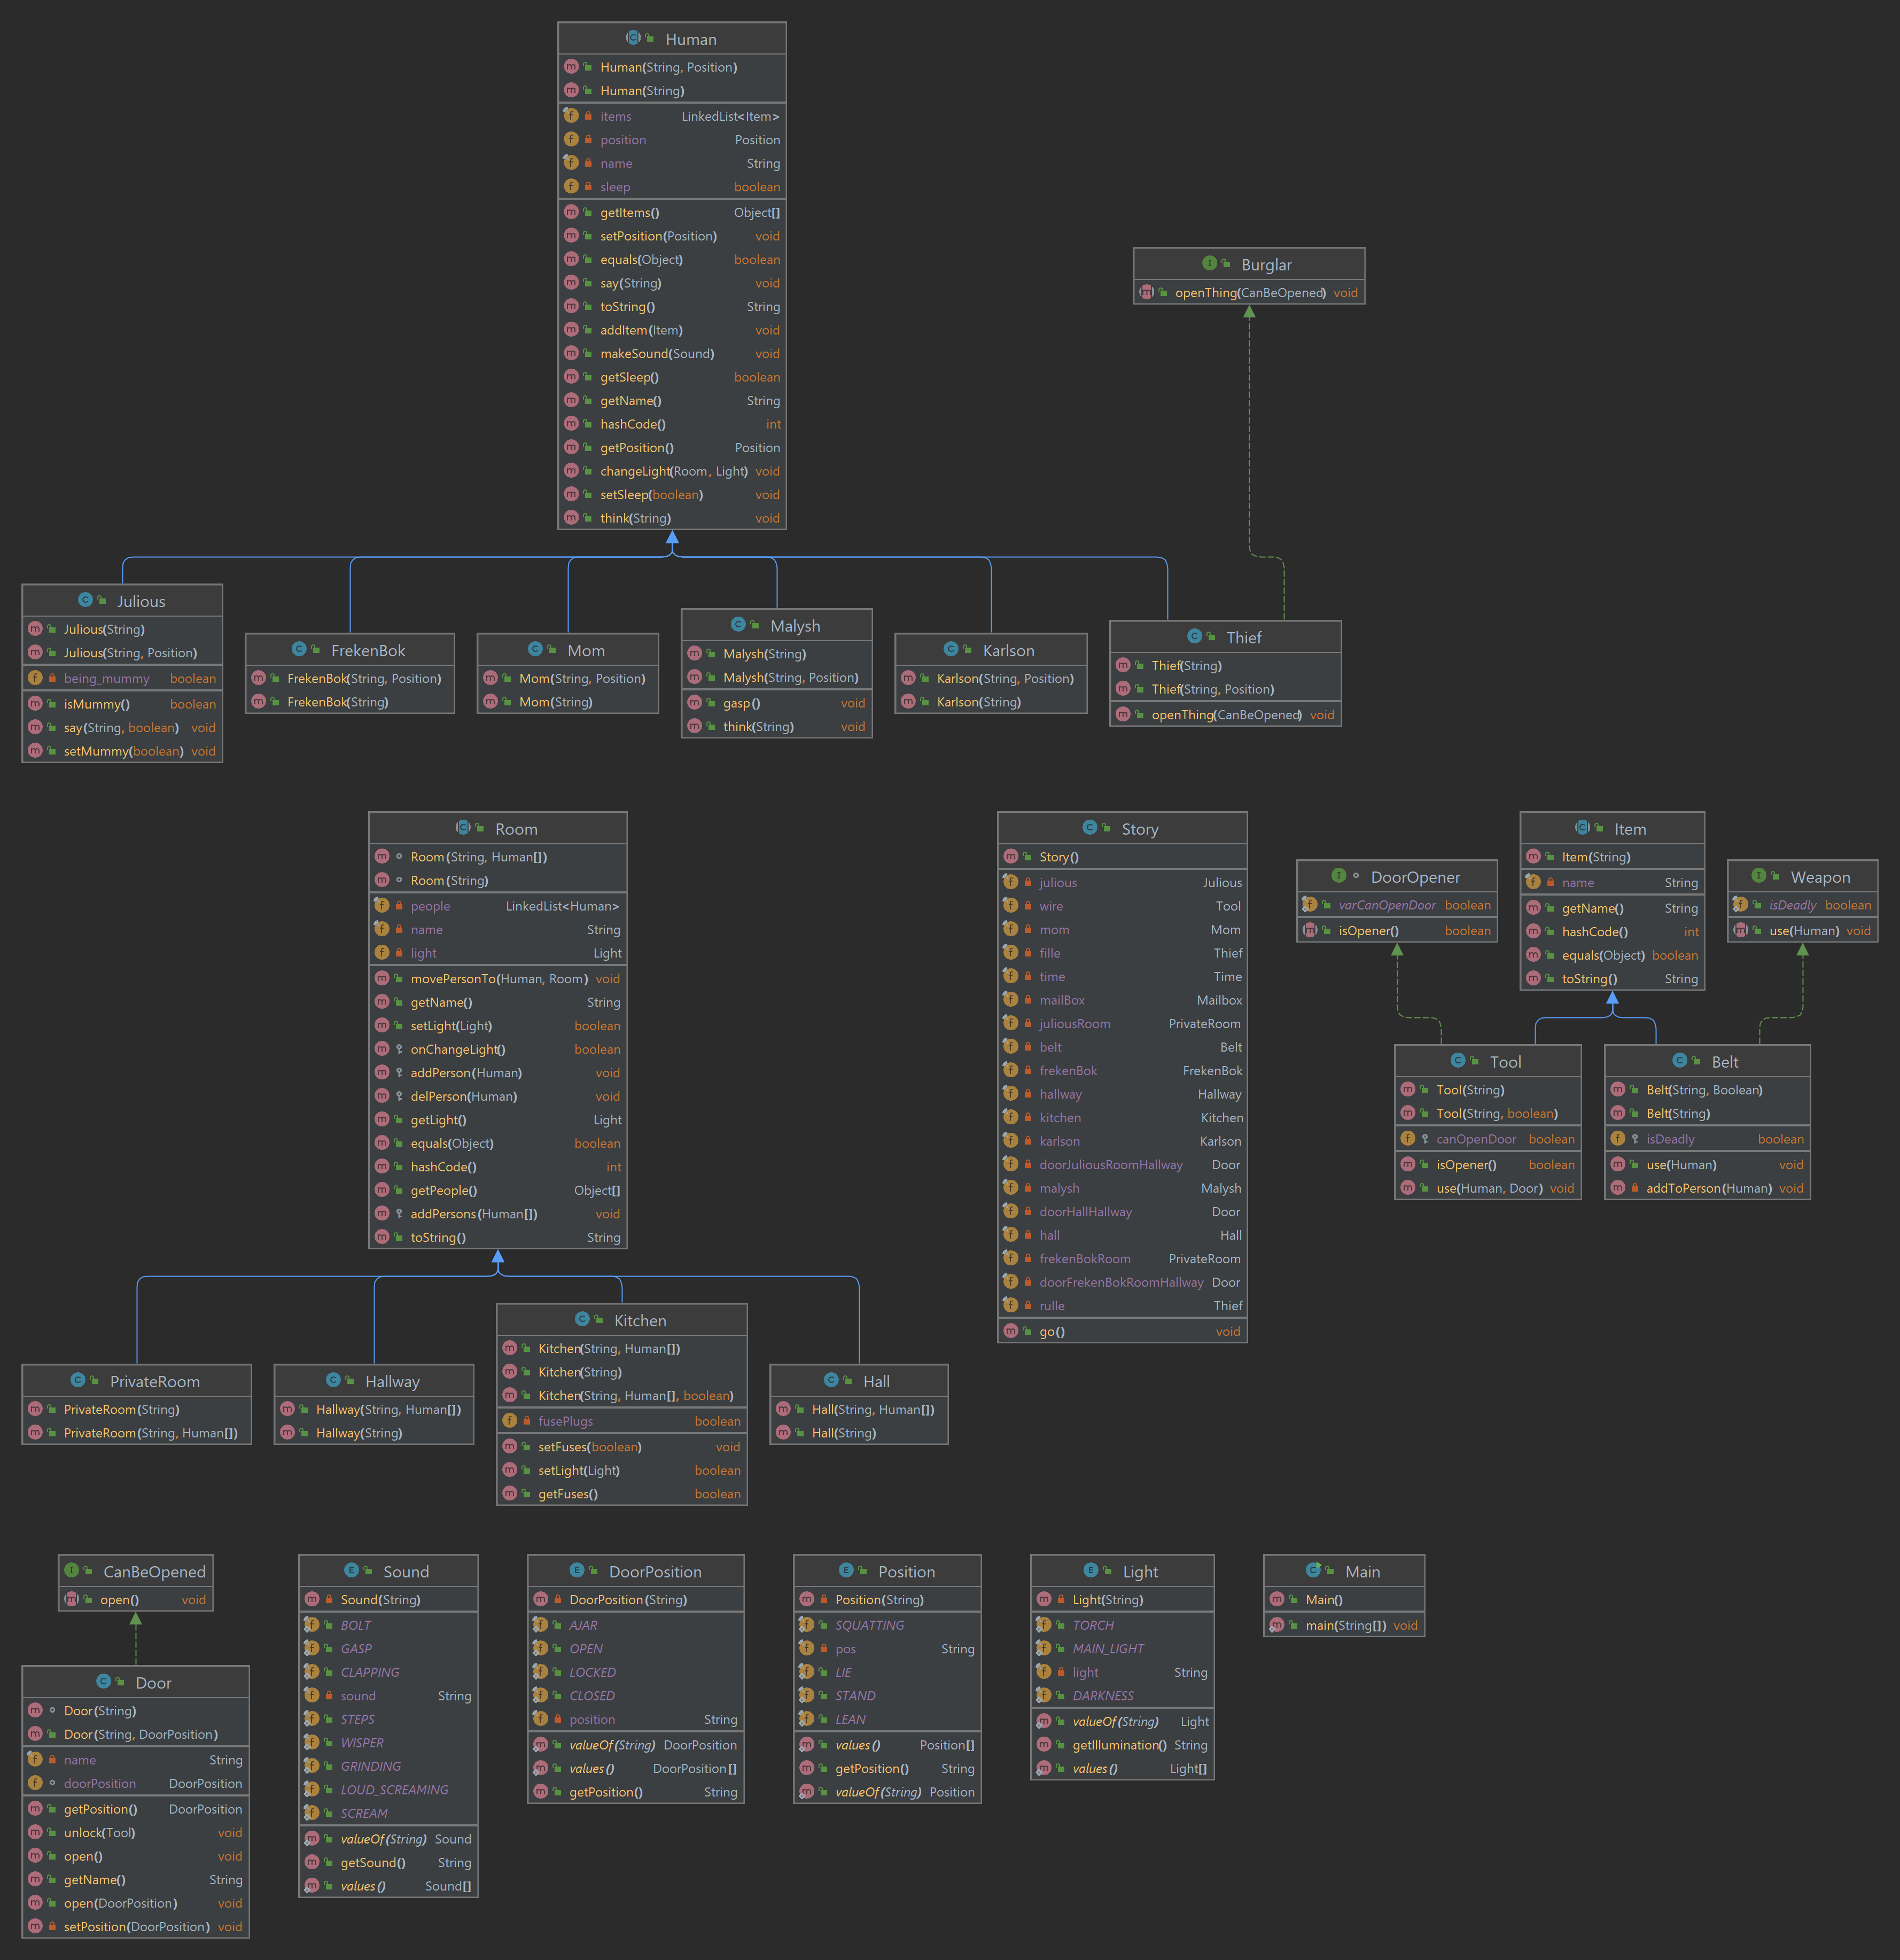 Human
Human(String, Position)
Human(String)
items LinkedList<Item>
position Position
name String
sleep boolean
getItems() Object[]
setPosition(Position) void
equals(Object) boolean
say(String) void
toString() String
addItem(Item) void
makeSound(Sound) void
getSleep() boolean
getName() String
hashCode() int
getPosition() Position
changeLight(Room, Light) void
setSleep(boolean) void
think(String) void
Burglar
openThing(CanBeOpened) void
Julious
Julious(String)
Julious(String, Position)
being_mummy boolean
isMummy() boolean
say(String, boolean) void
setMummy(boolean) void
FrekenBok
FrekenBok(String, Position)
FrekenBok(String)
Mom
Mom(String, Position)
Mom(String)
Malysh
Malysh(String)
Malysh(String, Position)
gasp() void
think(String) void
Karlson
Karlson(String, Position)
Karlson(String)
Thief
Thief(String)
Thief(String, Position)
openThing(CanBeOpened) void
Room
Room(String, Human[])
Room(String)
people LinkedList<Human>
name String
light Light
movePersonTo(Human, Room) void
getName() String
setLight(Light) boolean
onChangeLight() boolean
addPerson(Human) void
delPerson(Human) void
getLight() Light
equals(Object) boolean
hashCode() int
getPeople() Object[]
addPersons(Human[]) void
toString() String
Story
Story()
julious Julious
wire Tool
mom Mom
fille Thief
time Time
mailBox Mailbox
juliousRoom PrivateRoom
belt Belt
frekenBok FrekenBok
hallway Hallway
kitchen Kitchen
karlson Karlson
doorJuliousRoomHallway Door
malysh Malysh
doorHallHallway Door
hall Hall
frekenBokRoom PrivateRoom
doorFrekenBokRoomHallway Door
rulle Thief
go() void
DoorOpener
varCanOpenDoor boolean
isOpener() boolean
Item
Item(String)
name String
getName() String
hashCode() int
equals(Object) boolean
toString() String
Weapon
isDeadly boolean
use(Human) void
Tool
Tool(String)
Tool(String, boolean)
canOpenDoor boolean
isOpener() boolean
use(Human, Door) void
Belt
Belt(String, Boolean)
Belt(String)
isDeadly boolean
use(Human) void
addToPerson(Human) void
PrivateRoom
PrivateRoom(String)
PrivateRoom(String, Human[])
Hallway
Hallway(String, Human[])
Hallway(String)
Kitchen
Kitchen(String, Human[])
Kitchen(String)
Kitchen(String, Human[], boolean)
fusePlugs boolean
setFuses(boolean) void
setLight(Light) boolean
getFuses() boolean
Hall
Hall(String, Human[])
Hall(String)
CanBeOpened
open() void
Door
Door(String)
Door(String, DoorPosition)
name String
doorPosition DoorPosition
getPosition() DoorPosition
unlock(Tool) void
open() void
getName() String
open(DoorPosition) void
setPosition(DoorPosition) void
Sound
Sound(String)
BOLT
GASP
CLAPPING
sound String
STEPS
WISPER
GRINDING
LOUD_SCREAMING
SCREAM
valueOf(String) Sound
getSound() String
values() Sound[]
DoorPosition
DoorPosition(String)
AJAR
OPEN
LOCKED
CLOSED
position String
valueOf(String) DoorPosition
values() DoorPosition[]
getPosition() String
Position
Position(String)
SQUATTING
pos String
LIE
STAND
LEAN
values() Position[]
getPosition() String
valueOf(String) Position
Light
Light(String)
TORCH
MAIN_LIGHT
light String
DARKNESS
valueOf(String) Light
getIllumination() String
values() Light[]
Main
Main()
main(String[]) void